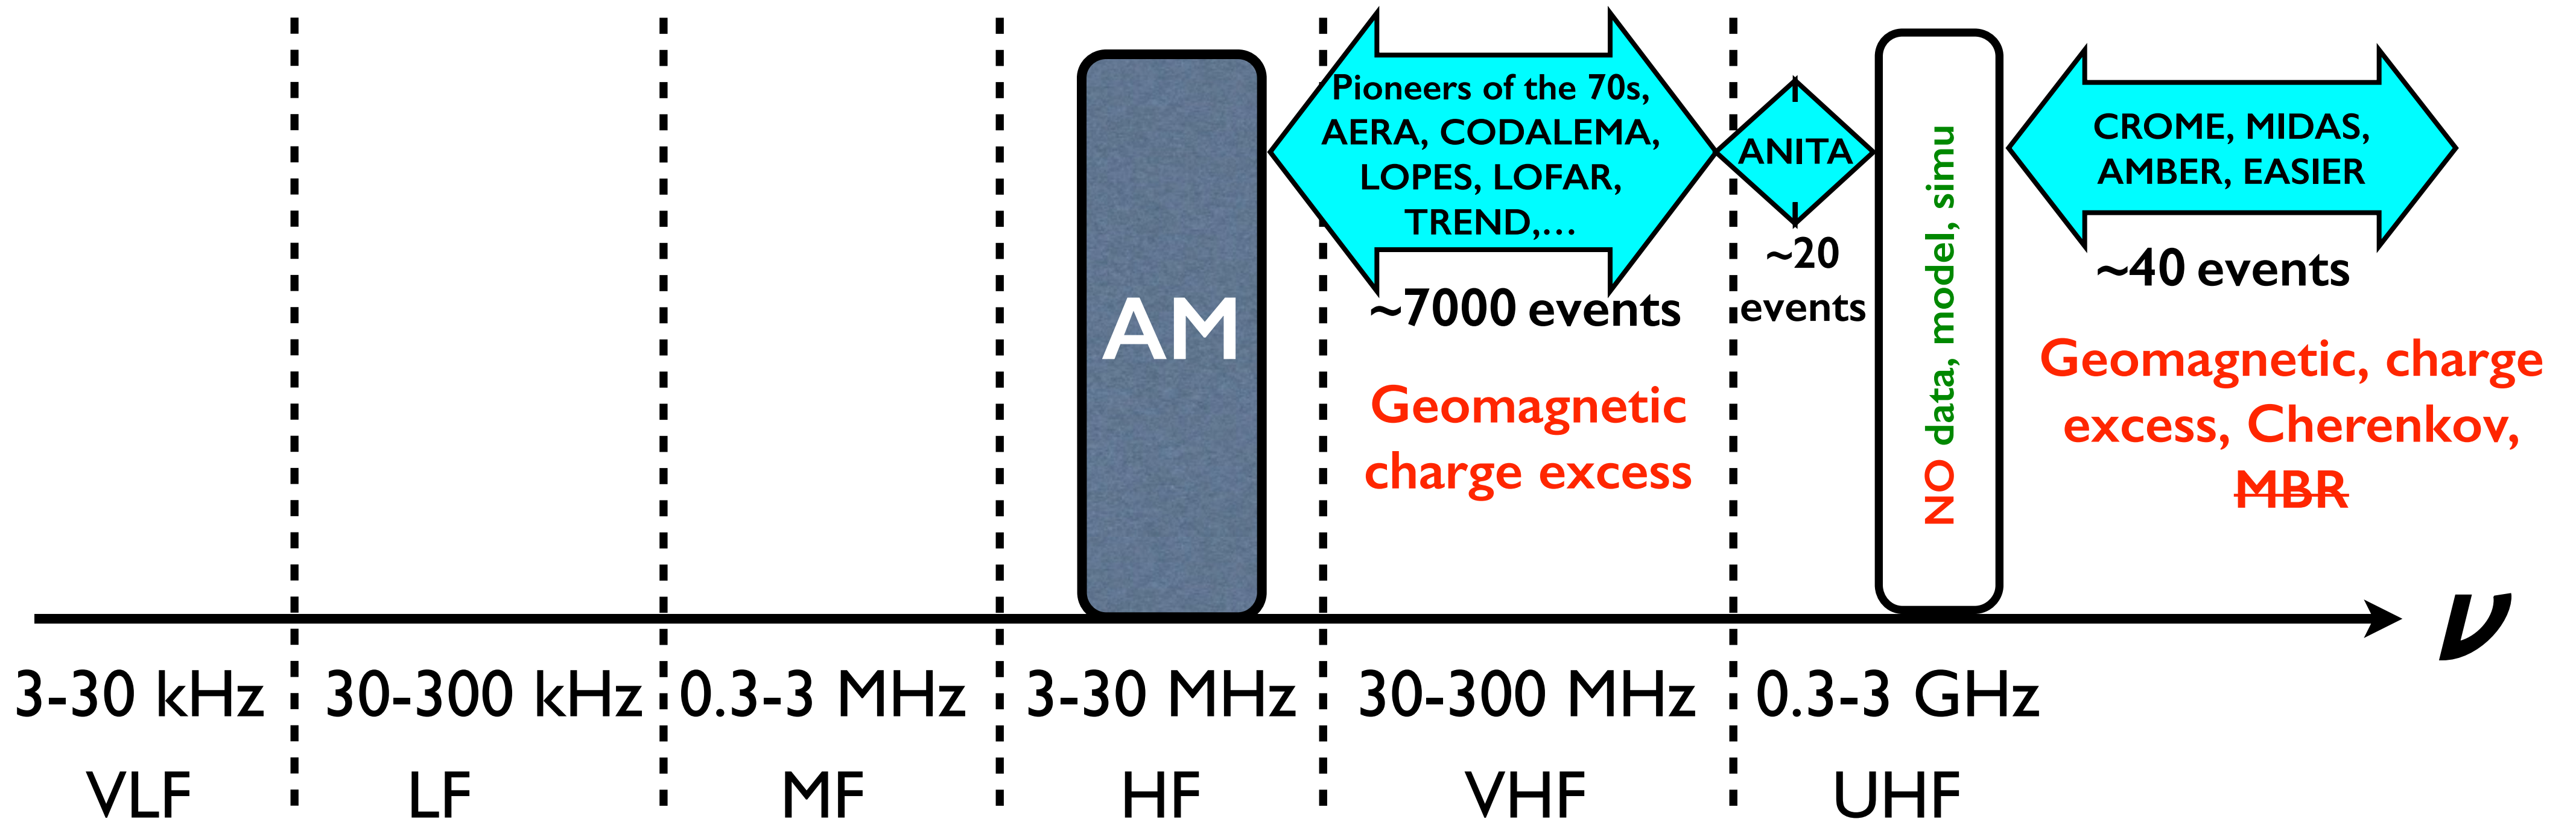 Pioneers of the 70s,
AERA, CODALEMA,
LOPES, LOFAR,
TREND,...
~7000 events
Geomagnetic
charge excess
ANITA
~20
events
NO data, model, simu
CROME, MIDAS,
AMBER, EASIER
~40 events
Geomagnetic, charge
excess, Cherenkov,
MBR
AM
ν
3-30 kHz
30-300 kHz
0.3-3 MHz
3-30 MHz
30-300 MHz
0.3-3 GHz
VLF
LF
MF
HF
VHF
UHF